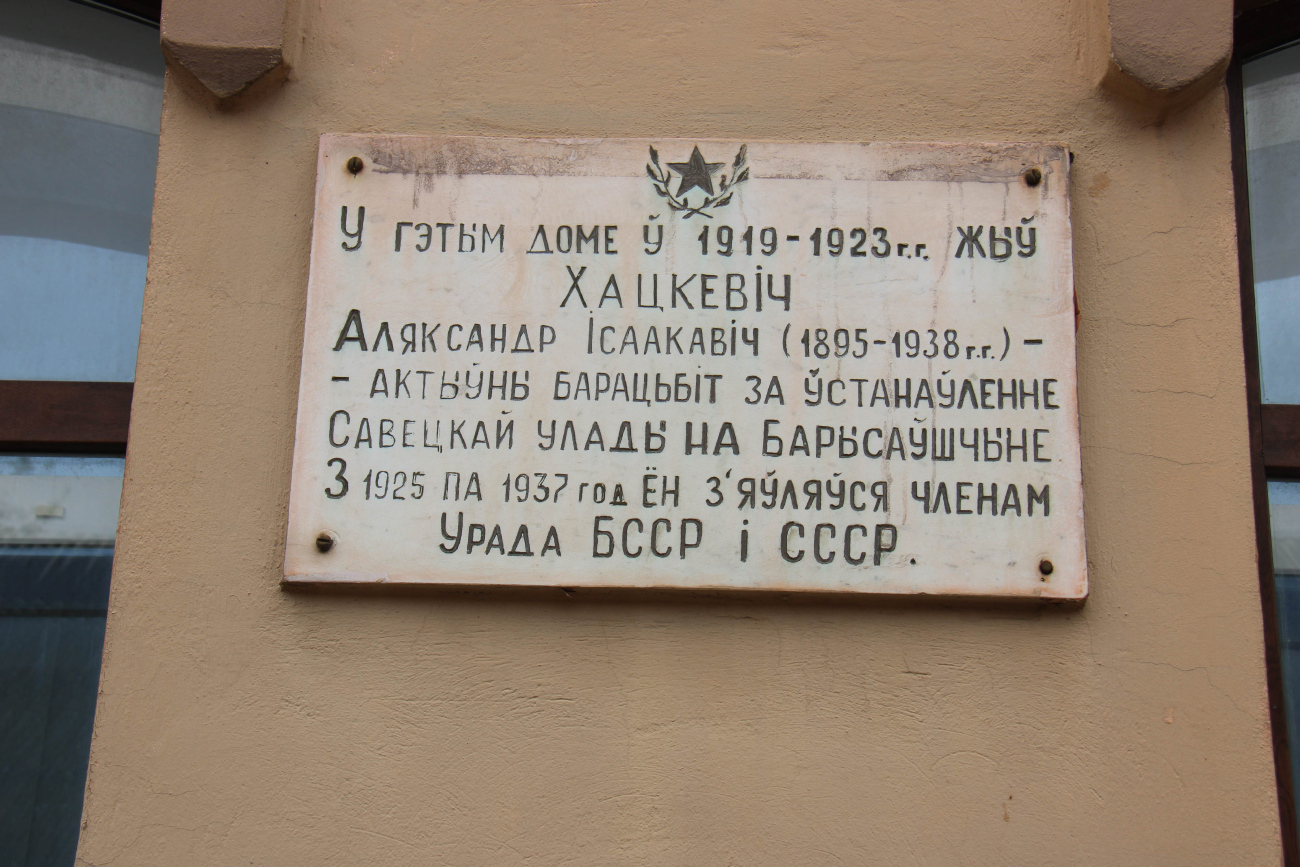 У гэтым доме ў 1919-1923г.г. жыў
Хацкевіч
Аляксандр Ісаакавіч (1895-1938г.г.) -
- актыўны барацьбіт за ўстанаўленне
Савецкай улады на Барысаўшчыне
З 1925 па 1937 год ён з'яўляўся членам
Урада БССР і СССР.